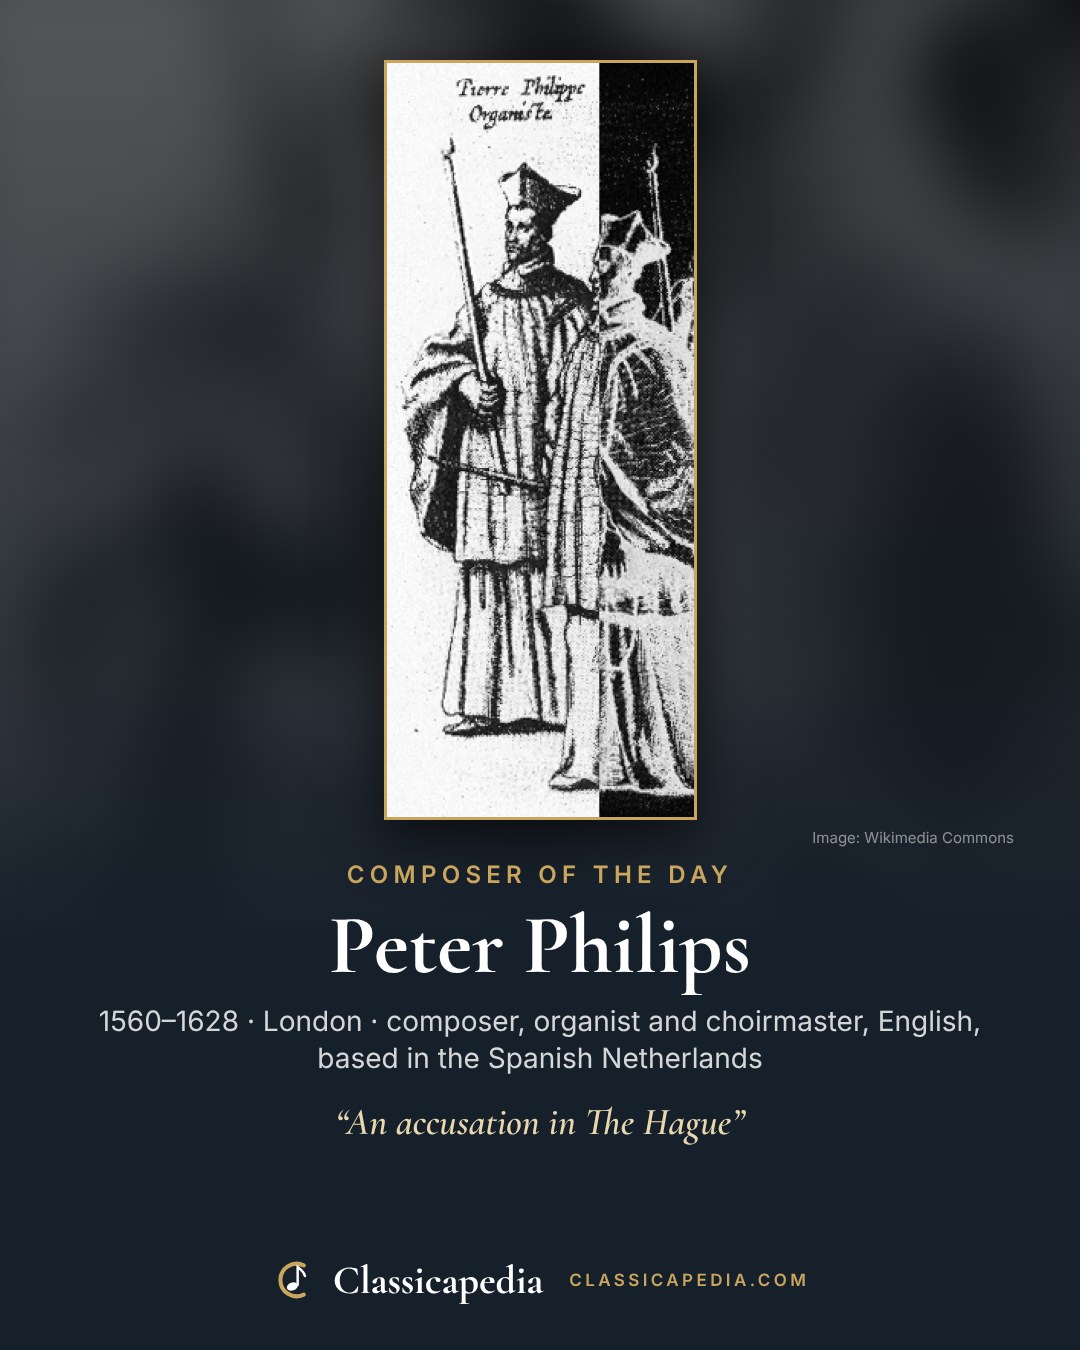 Pierre Philippe
Organiste.
Image: Wikimedia Commons
COMPOSER OF THE DAY
Peter Philips
1560–1628 · London · composer, organist and choirmaster, English,
based in the Spanish Netherlands
“An accusation in The Hague”
Classicapedia CLASSICAPEDIA.COM